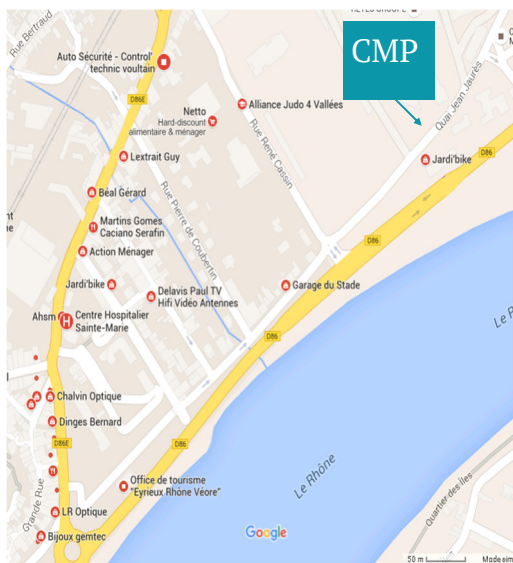 Rue Bertraud
CMP
Auto Sécurité - Control'
technic voultain
D86E
Netto
Hard-discount
alimentaire & ménager
Alliance Judo 4 Vallées
Quai Jean Jaurès
Lextrait Guy
Rue René Cassin
Jardi'bike
D86
Béal Gérard
Rue Pierre de Coubertin
Martins Gomes
Caciano Serafin
Action Ménager
D86
Jardi'bike
Delavis Paul TV
Hifi Vidéo Antennes
Garage du Stade
Ahsm
Centre Hospitalier
Sainte-Marie
D86
Chalvin Optique
Dinges Bernard
D86E
D86
Le Rhône
Office de tourisme
"Eyrieux Rhône Véore"
Grande Rue
LR Optique
Bijoux gemtec
Google
Quartier des îles
50 m